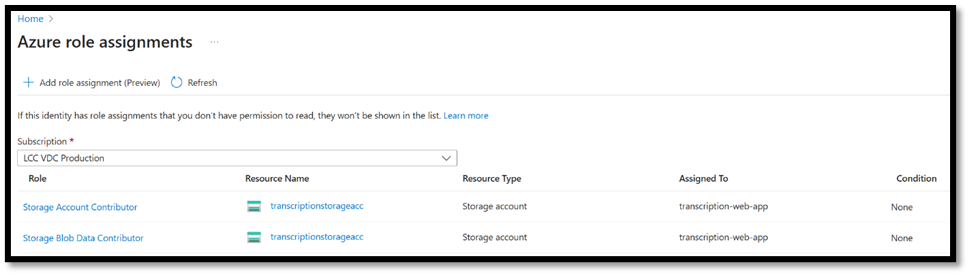 Home >
Azure role assignments ...
+ Add role assignment (Preview) Refresh
If this identity has role assignments that you don't have permission to read, they won't be shown in the list. Learn more
Subscription *
LCC VDC Production
Role Resource Name Resource Type Assigned To Condition
Storage Account Contributor transcriptionstorageacc Storage account transcription-web-app None
Storage Blob Data Contributor transcriptionstorageacc Storage account transcription-web-app None